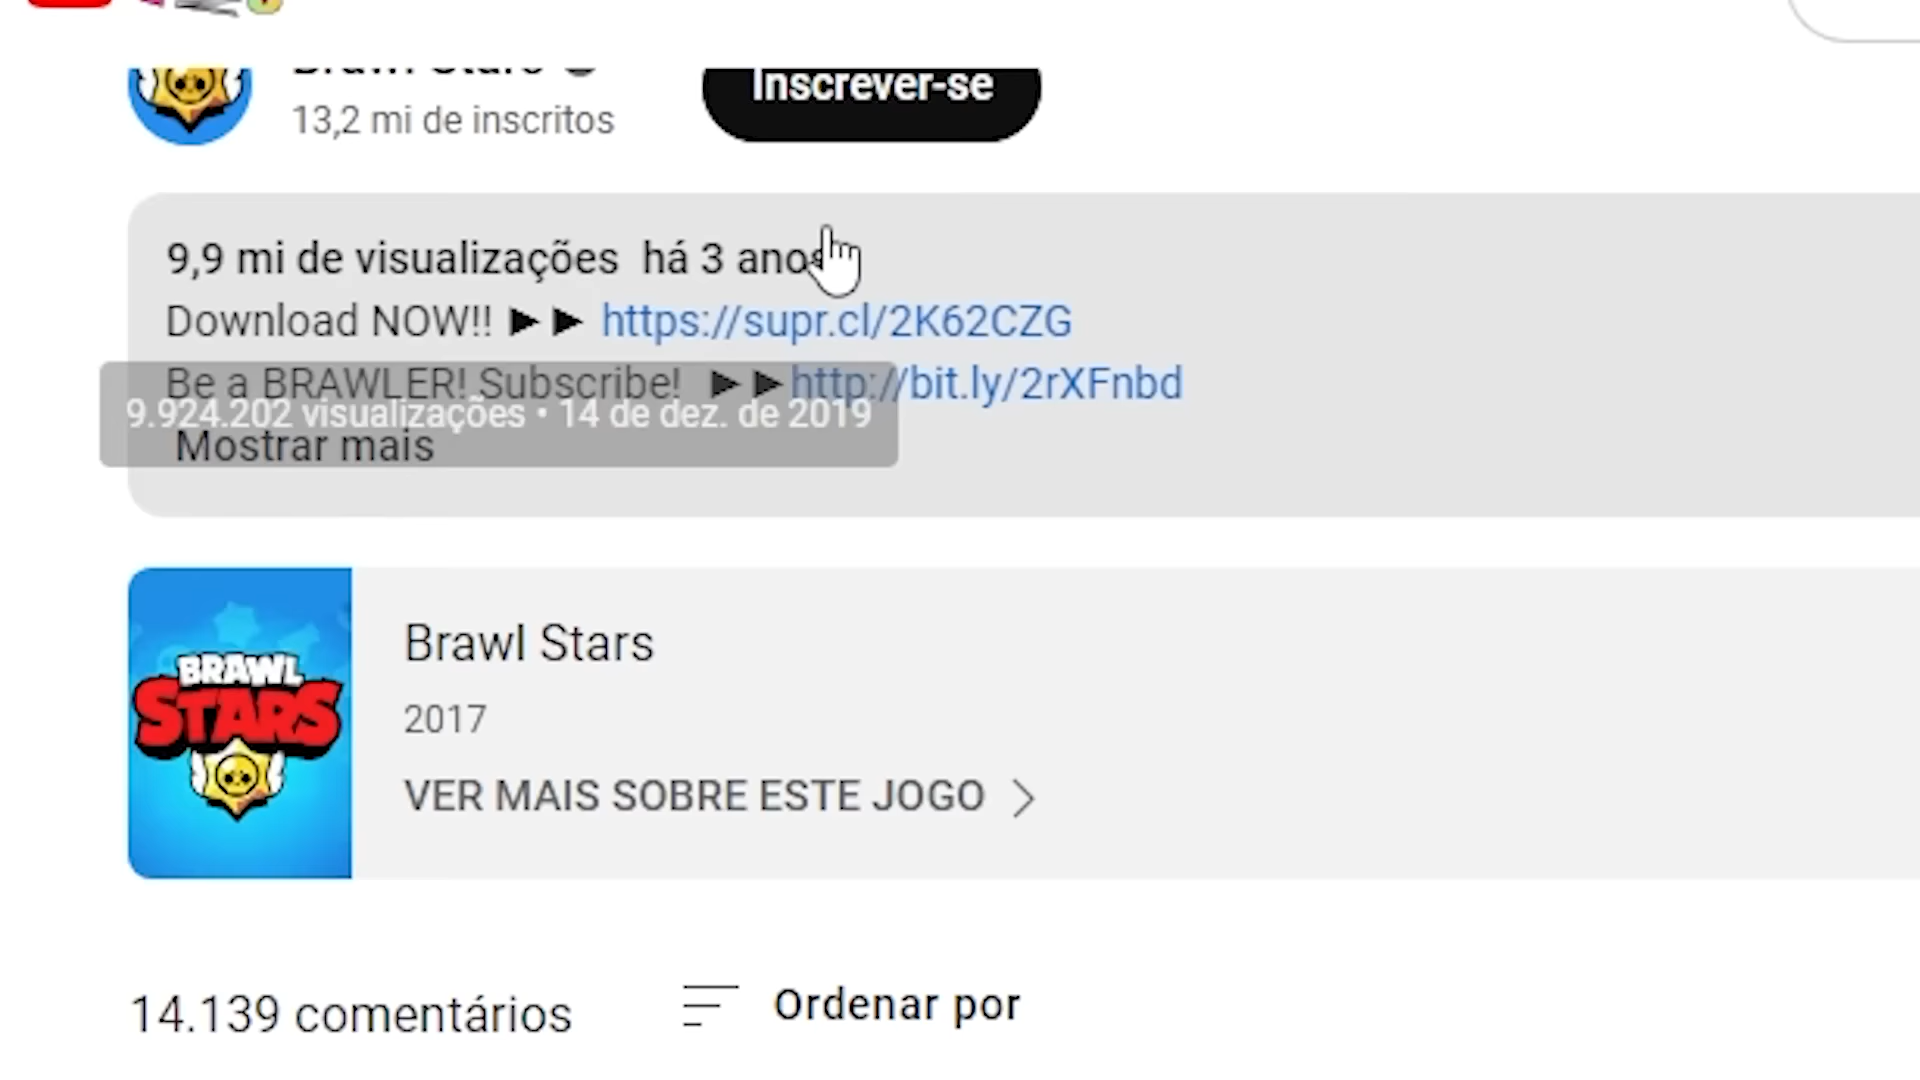 Brawl Stars
Inscrever-se
13,2 mi de inscritos
9,9 mi de visualizações há 3 anos
Download NOW!! ►► https://supr.cl/2K62CZG
Be a BRAWLER! Subscribe! ►►http://bit.ly/2rXFnbd
9.924.202 visualizações • 14 de dez. de 2019
Mostrar mais
BRAWL
STARS
Brawl Stars
2017
VER MAIS SOBRE ESTE JOGO
14.139 comentários
Ordenar por